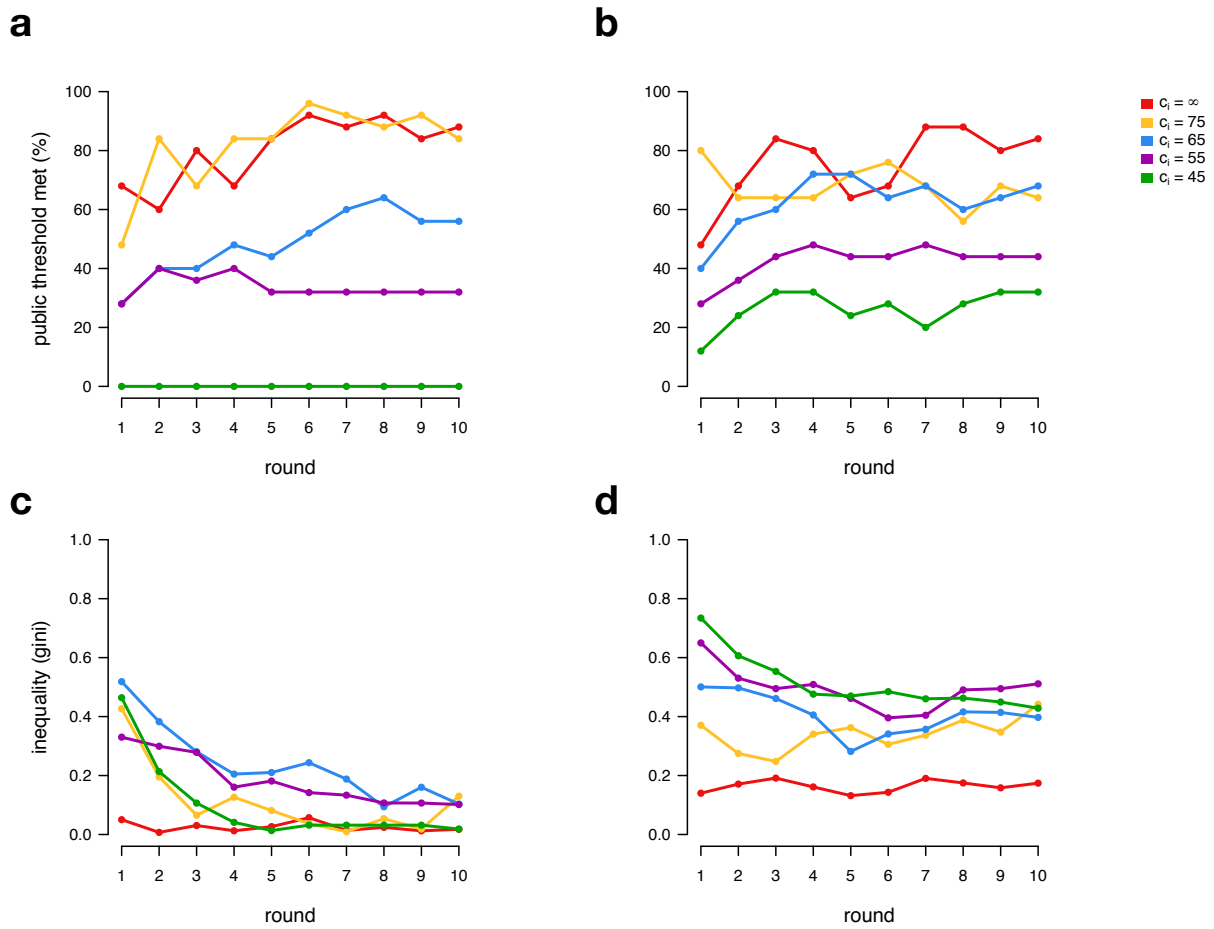 a
b
100
80
60
40
20
0
public threshold met (%)
1 2 3 4 5 6 7 8 9 10
round
100
80
60
40
20
0
1 2 3 4 5 6 7 8 9 10
round
cᵢ = ∞
cᵢ = 75
cᵢ = 65
cᵢ = 55
cᵢ = 45
c
d
1.0
0.8
0.6
0.4
0.2
0.0
inequality (gini)
1 2 3 4 5 6 7 8 9 10
round
1.0
0.8
0.6
0.4
0.2
0.0
1 2 3 4 5 6 7 8 9 10
round